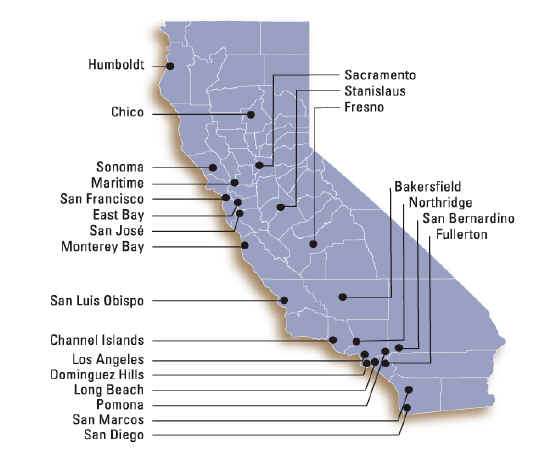 Humboldt
Chico
Sonoma
Maritime
San Francisco
East Bay
San José
Monterey Bay
San Luis Obispo
Channel Islands
Los Angeles
Dominguez Hills
Long Beach
Pomona
San Marcos
San Diego
Sacramento
Stanislaus
Fresno
Bakersfield
Northridge
San Bernardino
Fullerton